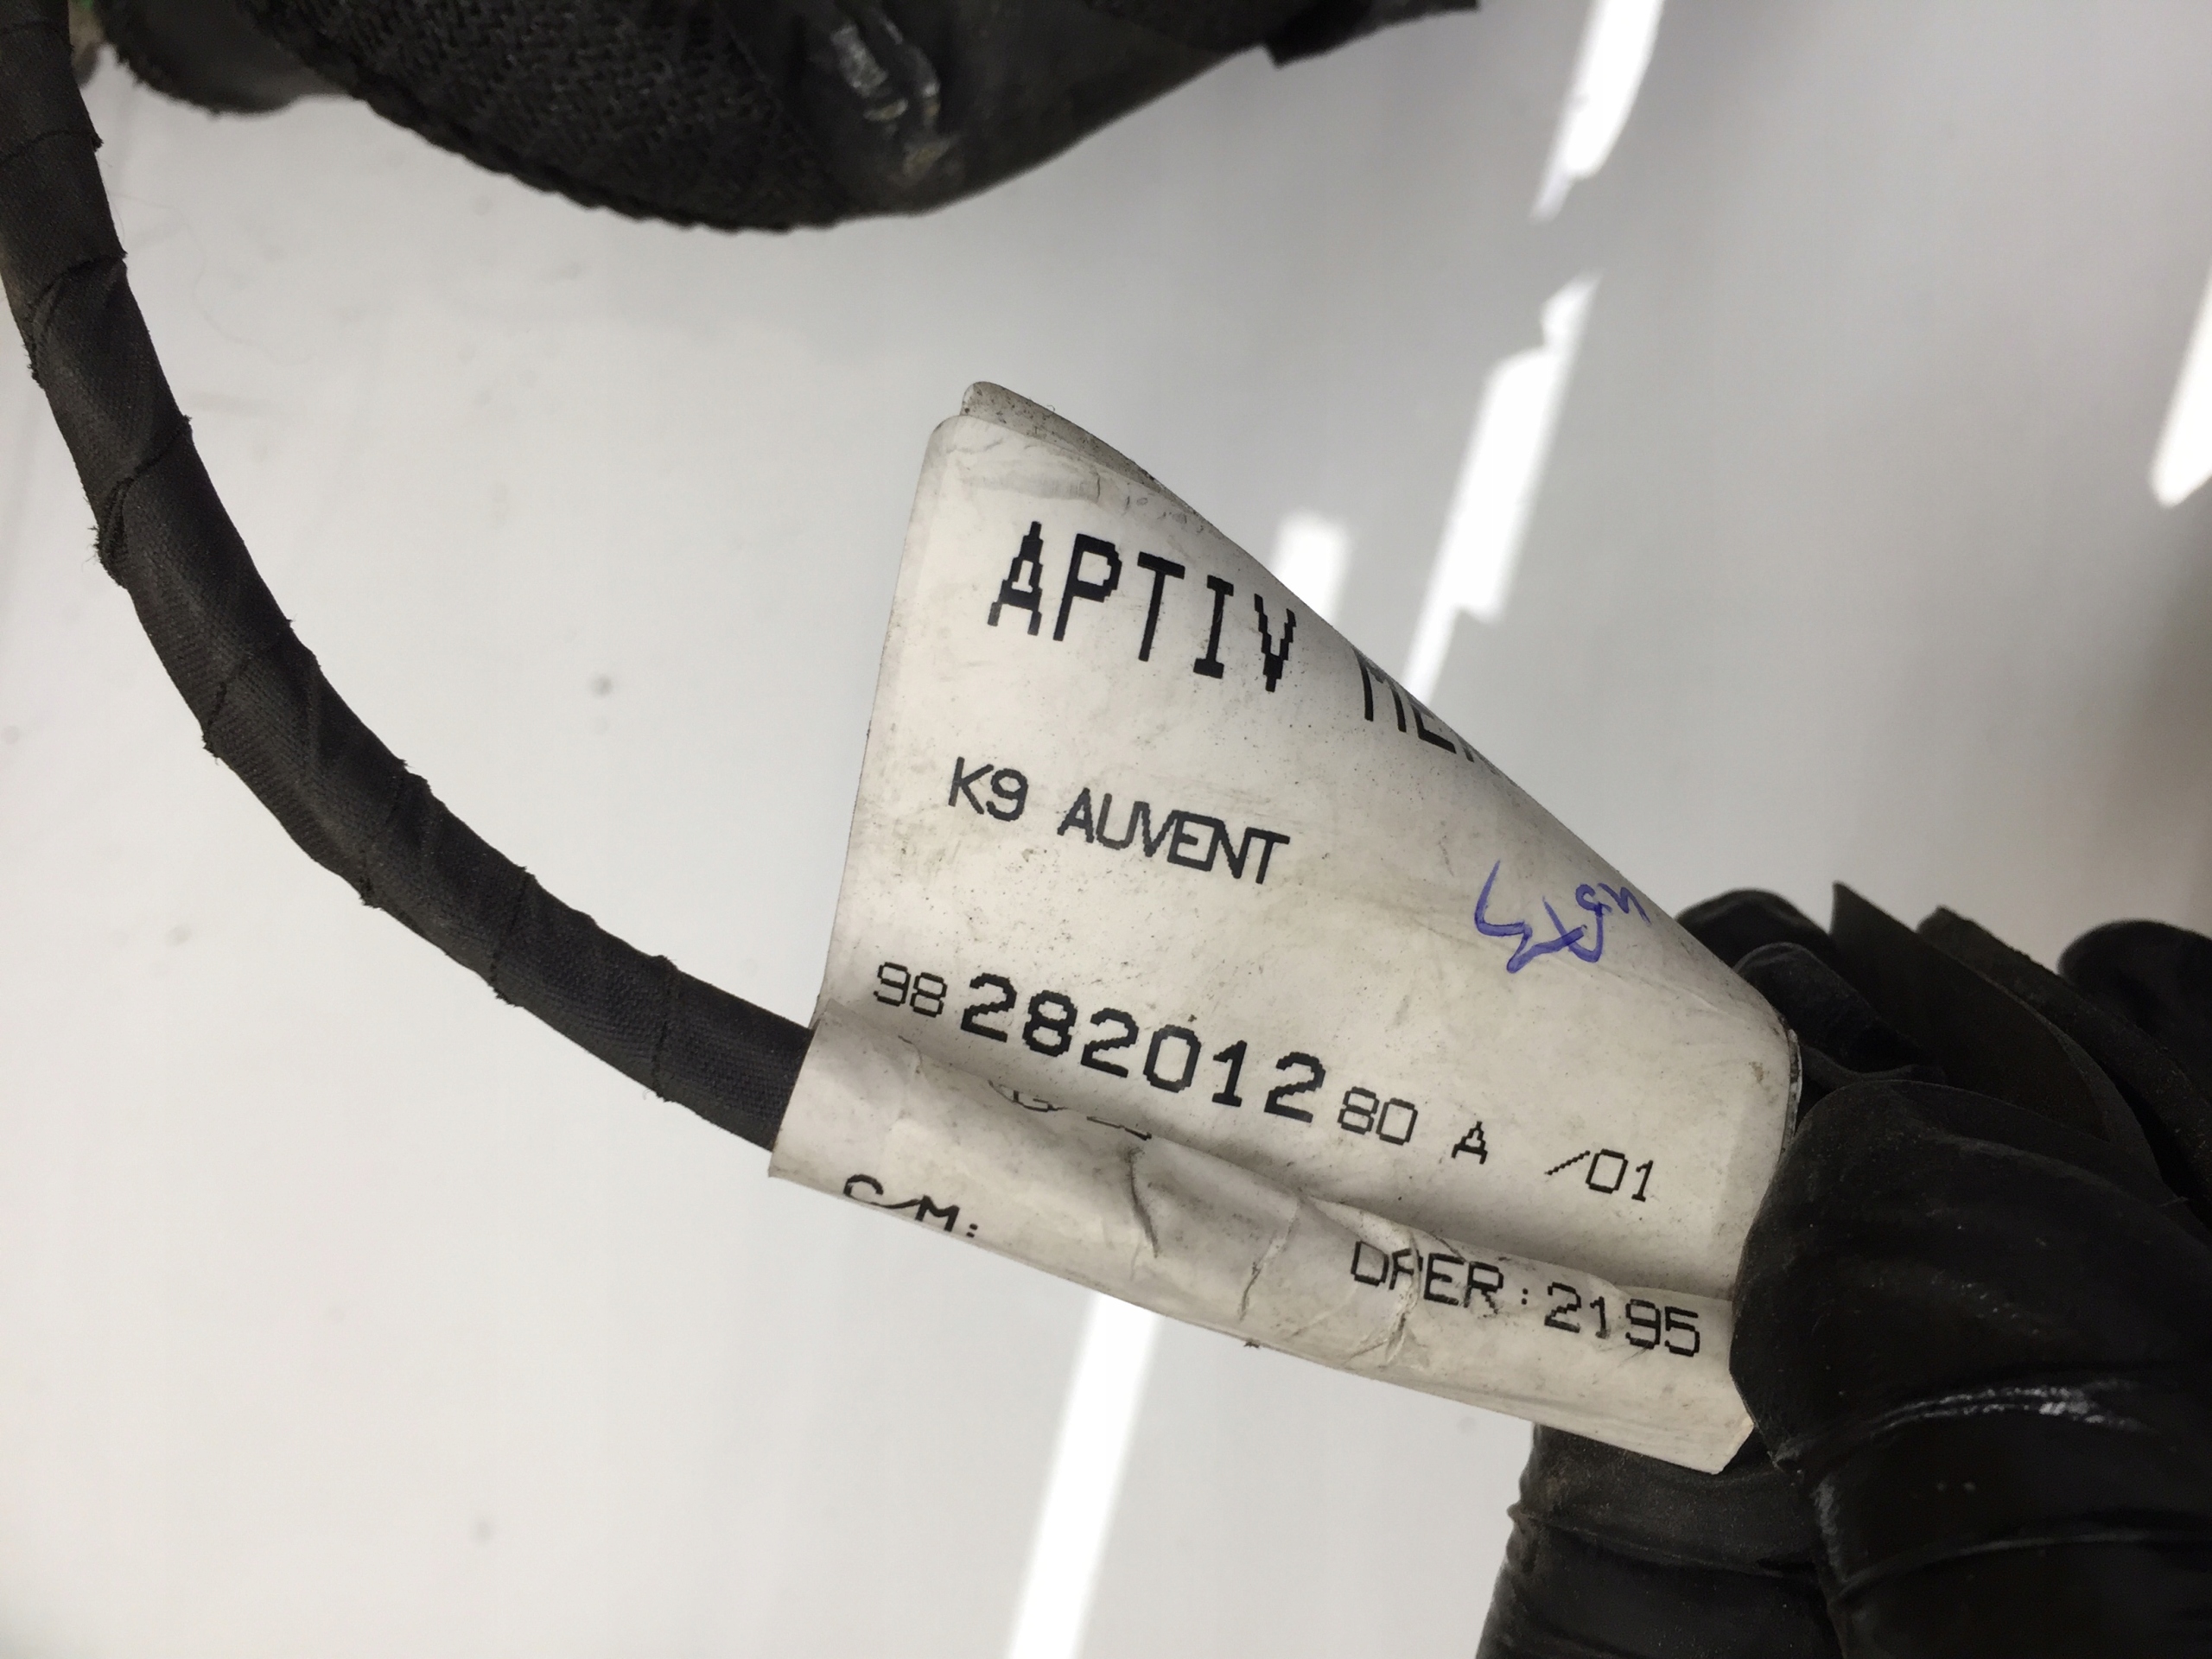 APTIV
K9 AUVENT
98 282012 80 A /01
C/M:
OPER: 2195